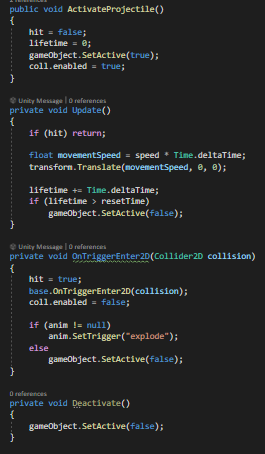 public void ActivateProjectile()
{
hit = false;
lifetime = 0;
gameObject.SetActive(true);
coll.enabled = true;
}
Unity Message | 0 references
private void Update()
{
if (hit) return;
float movementSpeed = speed * Time.deltaTime;
transform.Translate(movementSpeed, 0, 0);
lifetime += Time.deltaTime;
if (lifetime > resetTime)
gameObject.SetActive(false);
}
Unity Message | 0 references
private void OnTriggerEnter2D(Collider2D collision)
{
hit = true;
base.OnTriggerEnter2D(collision);
coll.enabled = false;
if (anim != null)
anim.SetTrigger("explode");
else
gameObject.SetActive(false);
}
0 references
private void Deactivate()
{
gameObject.SetActive(false);
}